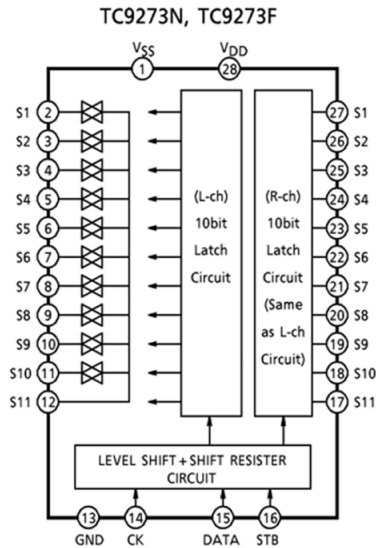 TC9273N, TC9273F
VSS VDD
1 28
S1 2 27 S1
S2 3 26 S2
S3 4 25 S3
S4 5 24 S4
S5 6 23 S5
S6 7 22 S6
S7 8 21 S7
S8 9 20 S8
S9 10 19 S9
S10 11 18 S10
S11 12 17 S11
(L-ch)
10bit
Latch
Circuit
(R-ch)
10bit
Latch
Circuit
(Same
as L-ch
Circuit)
LEVEL SHIFT + SHIFT RESISTER
CIRCUIT
13 14 15 16
GND CK DATA STB